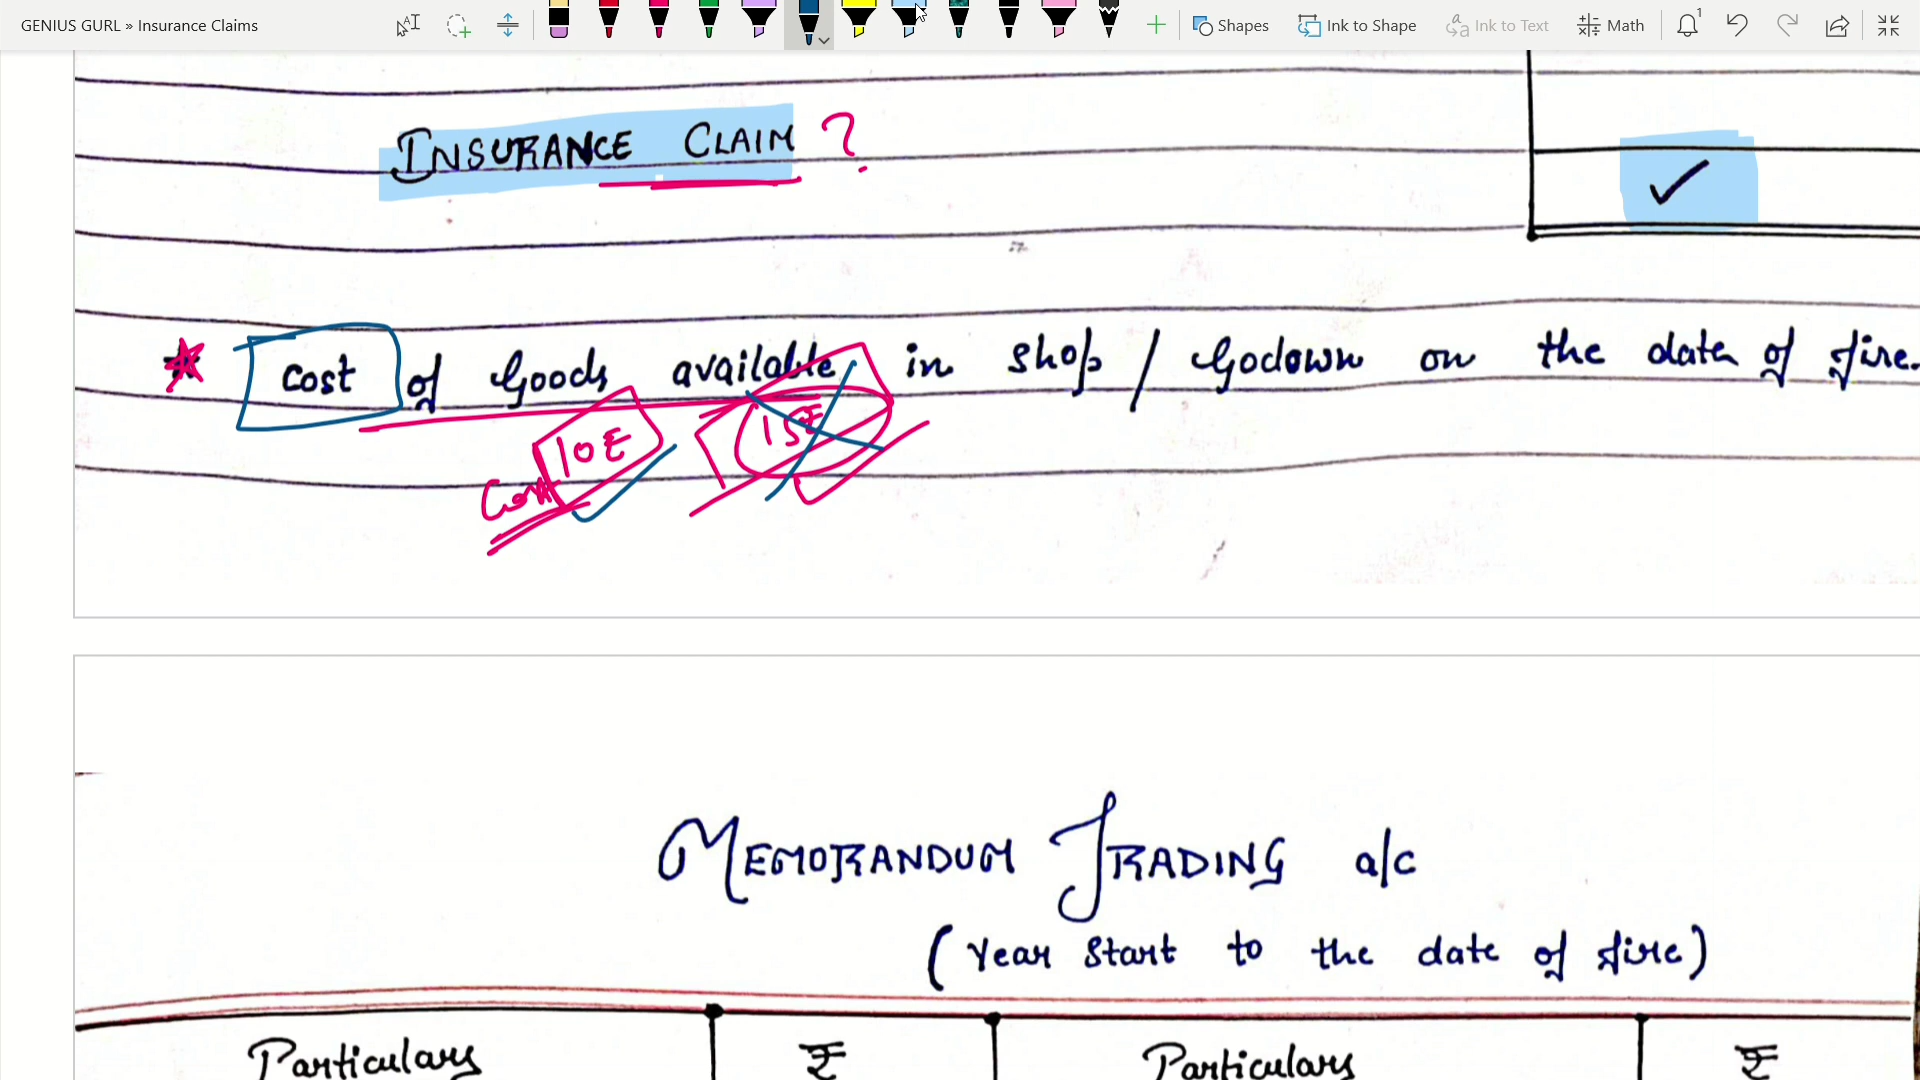 GENIUS GURL » Insurance Claims
Shapes
Ink to Shape
Ink to Text
Math
1
INSURANCE CLAIM ?
cost of Goods available in Shop / Godown on the date of fire.
10
15
Cost
MEMORANDUM TRADING a/c
(Year Start to the date of fire)
Particulars ₹ Particulars ₹